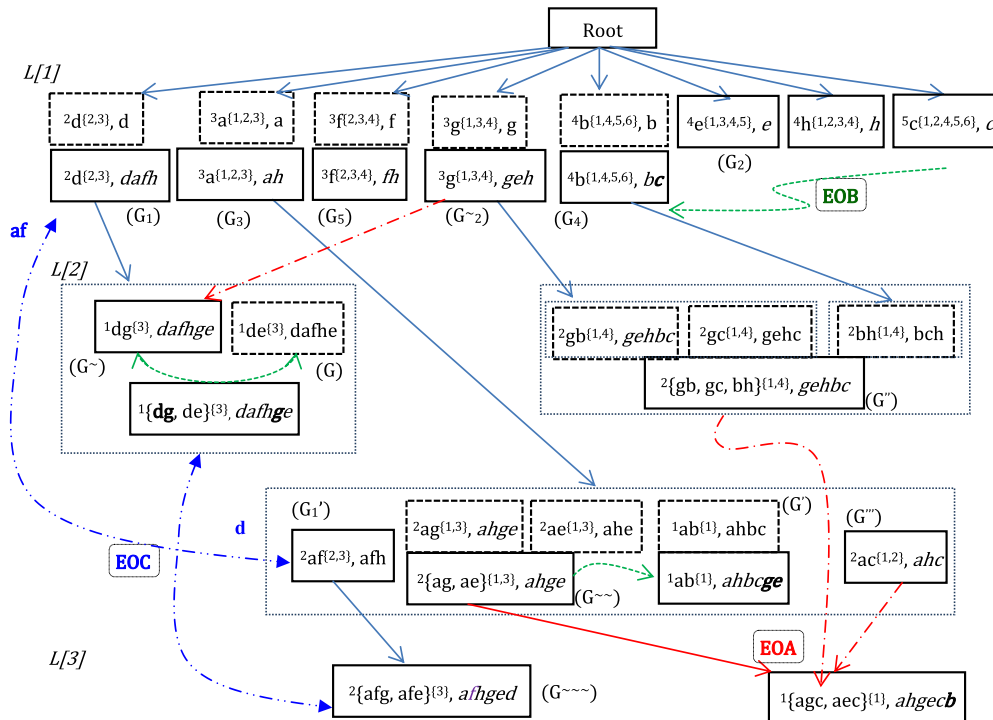 Root
L[1]
²d{2,3}, d
³a{1,2,3}, a
³f{2,3,4}, f
³g{1,3,4}, g
⁴b{1,4,5,6}, b
⁴e{1,3,4,5}, e
⁴h{1,2,3,4}, h
⁵c{1,2,4,5,6}, c
²d{2,3}, dafh
³a{1,2,3}, ah
³f{2,3,4}, fh
³g{1,3,4}, geh
⁴b{1,4,5,6}, bc
(G₂)
(G₁)
(G₃)
(G₅)
(G~₂)
(G₄)
EOB
af
L[2]
¹dg{3}, dafhge
¹de{3}, dafhe
(G~)
(G)
¹{dg, de}{3}, dafhge
²gb{1,4}, gehbc
²gc{1,4}, gehc
²bh{1,4}, bch
²{gb, gc, bh}{1,4}, gehbc
(G'')
d
EOC
(G₁')
²af{2,3}, afh
²ag{1,3}, ahge
²ae{1,3}, ahe
¹ab{1}, ahbc
(G')
(G''')
²ac{1,2}, ahc
²{ag, ae}{1,3}, ahge
(G~~)
¹ab{1}, ahbcge
EOA
L[3]
²{afg, afe}{3}, afhged
(G~~~)
¹{agc, aec}{1}, ahgecb